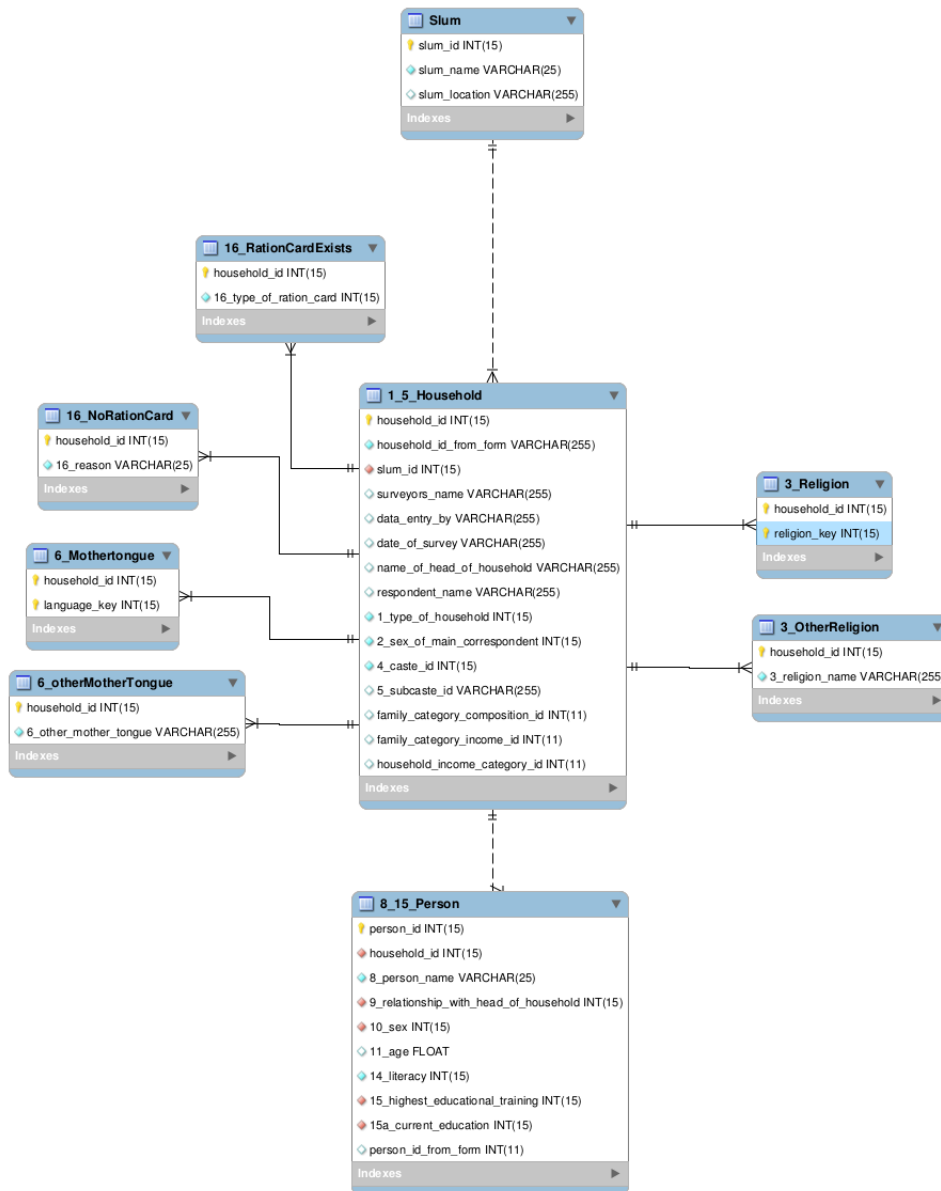 Slum
slum_id INT(15)
slum_name VARCHAR(25)
slum_location VARCHAR(255)
Indexes
16_RationCardExists
household_id INT(15)
16_type_of_ration_card INT(15)
Indexes
16_NoRationCard
household_id INT(15)
16_reason VARCHAR(25)
Indexes
6_Mothertongue
household_id INT(15)
language_key INT(15)
Indexes
6_otherMotherTongue
household_id INT(15)
6_other_mother_tongue VARCHAR(255)
Indexes
1_5_Household
household_id INT(15)
household_id_from_form VARCHAR(255)
slum_id INT(15)
surveyors_name VARCHAR(255)
data_entry_by VARCHAR(255)
date_of_survey VARCHAR(255)
name_of_head_of_household VARCHAR(255)
respondent_name VARCHAR(255)
1_type_of_household INT(15)
2_sex_of_main_correspondent INT(15)
4_caste_id INT(15)
5_subcaste_id VARCHAR(255)
family_category_composition_id INT(11)
family_category_income_id INT(11)
household_income_category_id INT(11)
Indexes
3_Religion
household_id INT(15)
religion_key INT(15)
Indexes
3_OtherReligion
household_id INT(15)
3_religion_name VARCHAR(255
Indexes
8_15_Person
person_id INT(15)
household_id INT(15)
8_person_name VARCHAR(25)
9_relationship_with_head_of_household INT(15)
10_sex INT(15)
11_age FLOAT
14_literacy INT(15)
15_highest_educational_training INT(15)
15a_current_education INT(15)
person_id_from_form INT(11)
Indexes